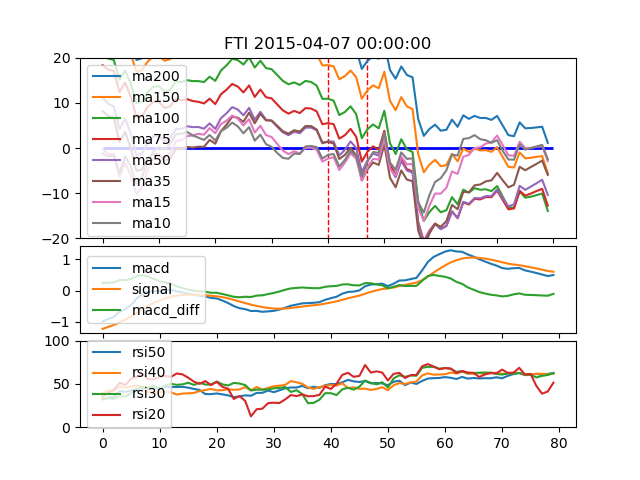 FTI 2015-04-07 00:00:00
20
10
0
−10
−20
ma200
ma150
ma100
ma75
ma50
ma35
ma15
ma10
1
0
−1
macd
signal
macd_diff
100
50
0
rsi50
rsi40
rsi30
rsi20
0 10 20 30 40 50 60 70 80